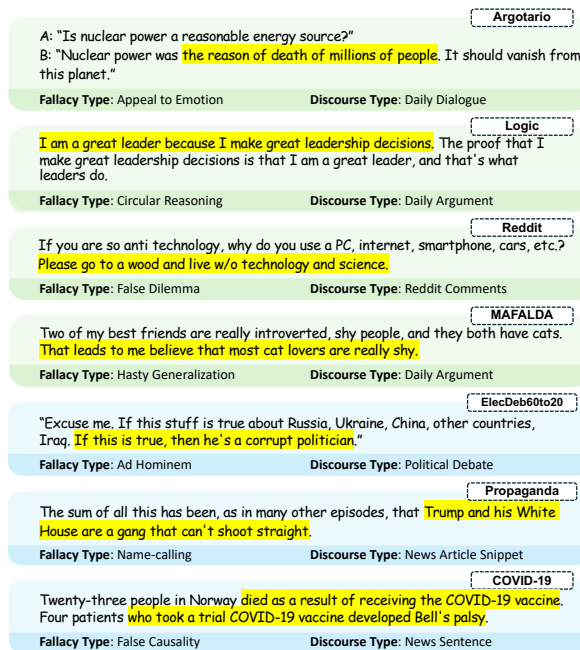 Argotario
A: “Is nuclear power a reasonable energy source?”
B: “Nuclear power was the reason of death of millions of people. It should vanish from
this planet.”
Fallacy Type: Appeal to Emotion Discourse Type: Daily Dialogue
Logic
I am a great leader because I make great leadership decisions. The proof that I
make great leadership decisions is that I am a great leader, and that's what
leaders do.
Fallacy Type: Circular Reasoning Discourse Type: Daily Argument
Reddit
If you are so anti technology, why do you use a PC, internet, smartphone, cars, etc.?
Please go to a wood and live w/o technology and science.
Fallacy Type: False Dilemma Discourse Type: Reddit Comments
MAFALDA
Two of my best friends are really introverted, shy people, and they both have cats.
That leads to me believe that most cat lovers are really shy.
Fallacy Type: Hasty Generalization Discourse Type: Daily Argument
ElecDeb60to20
“Excuse me. If this stuff is true about Russia, Ukraine, China, other countries,
Iraq. If this is true, then he's a corrupt politician.”
Fallacy Type: Ad Hominem Discourse Type: Political Debate
Propaganda
The sum of all this has been, as in many other episodes, that Trump and his White
House are a gang that can't shoot straight.
Fallacy Type: Name-calling Discourse Type: News Article Snippet
COVID-19
Twenty-three people in Norway died as a result of receiving the COVID-19 vaccine.
Four patients who took a trial COVID-19 vaccine developed Bell's palsy.
Fallacy Type: False Causality Discourse Type: News Sentence